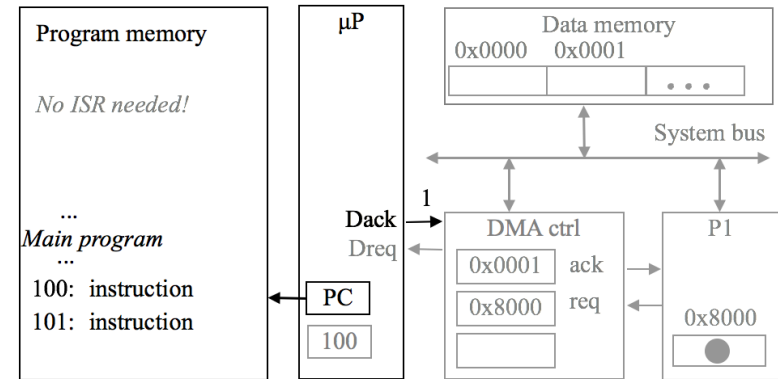 Program memory
No ISR needed!
...
Main program
...
100: instruction
101: instruction
μP
Dack
Dreq
PC
100
1
Data memory
0x0000 0x0001
...
System bus
DMA ctrl
0x0001 ack
0x8000 req
P1
0x8000